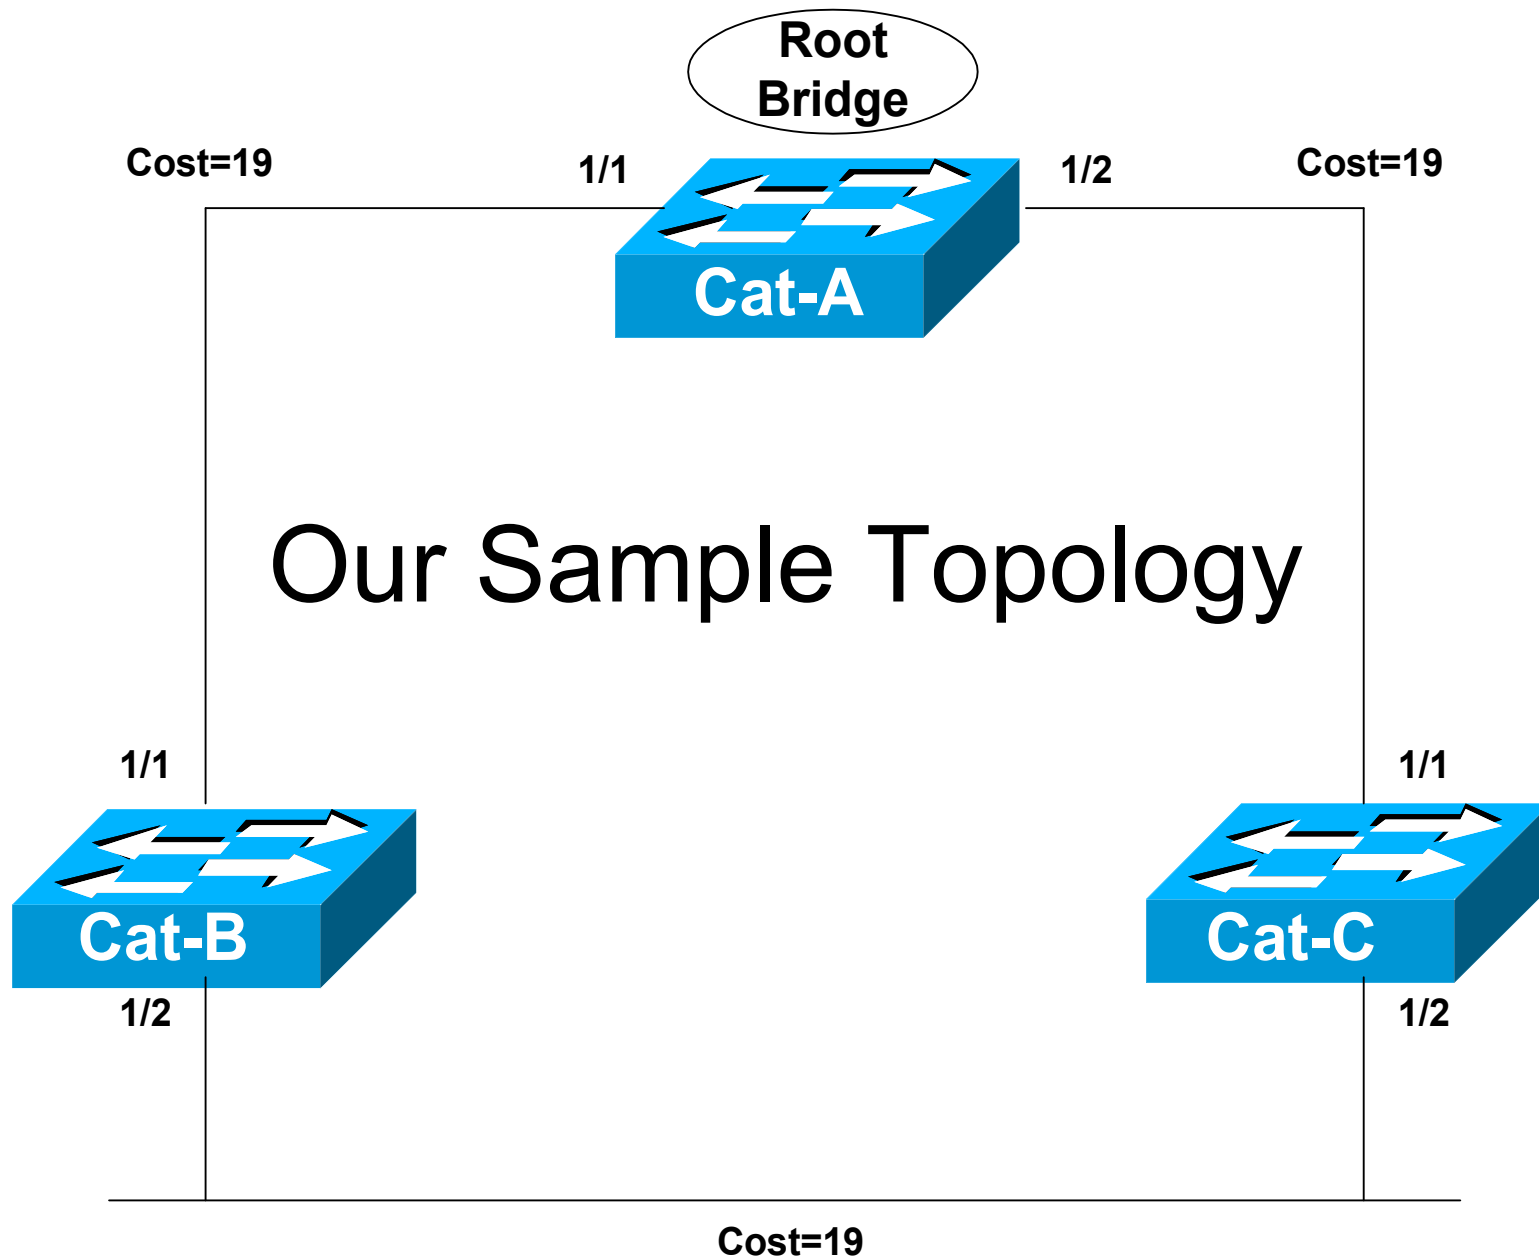 Root
Bridge
Cost=19
1/1
1/2
Cost=19
Cat-A
Our Sample Topology
1/1
1/1
Cat-B
Cat-C
1/2
1/2
Cost=19